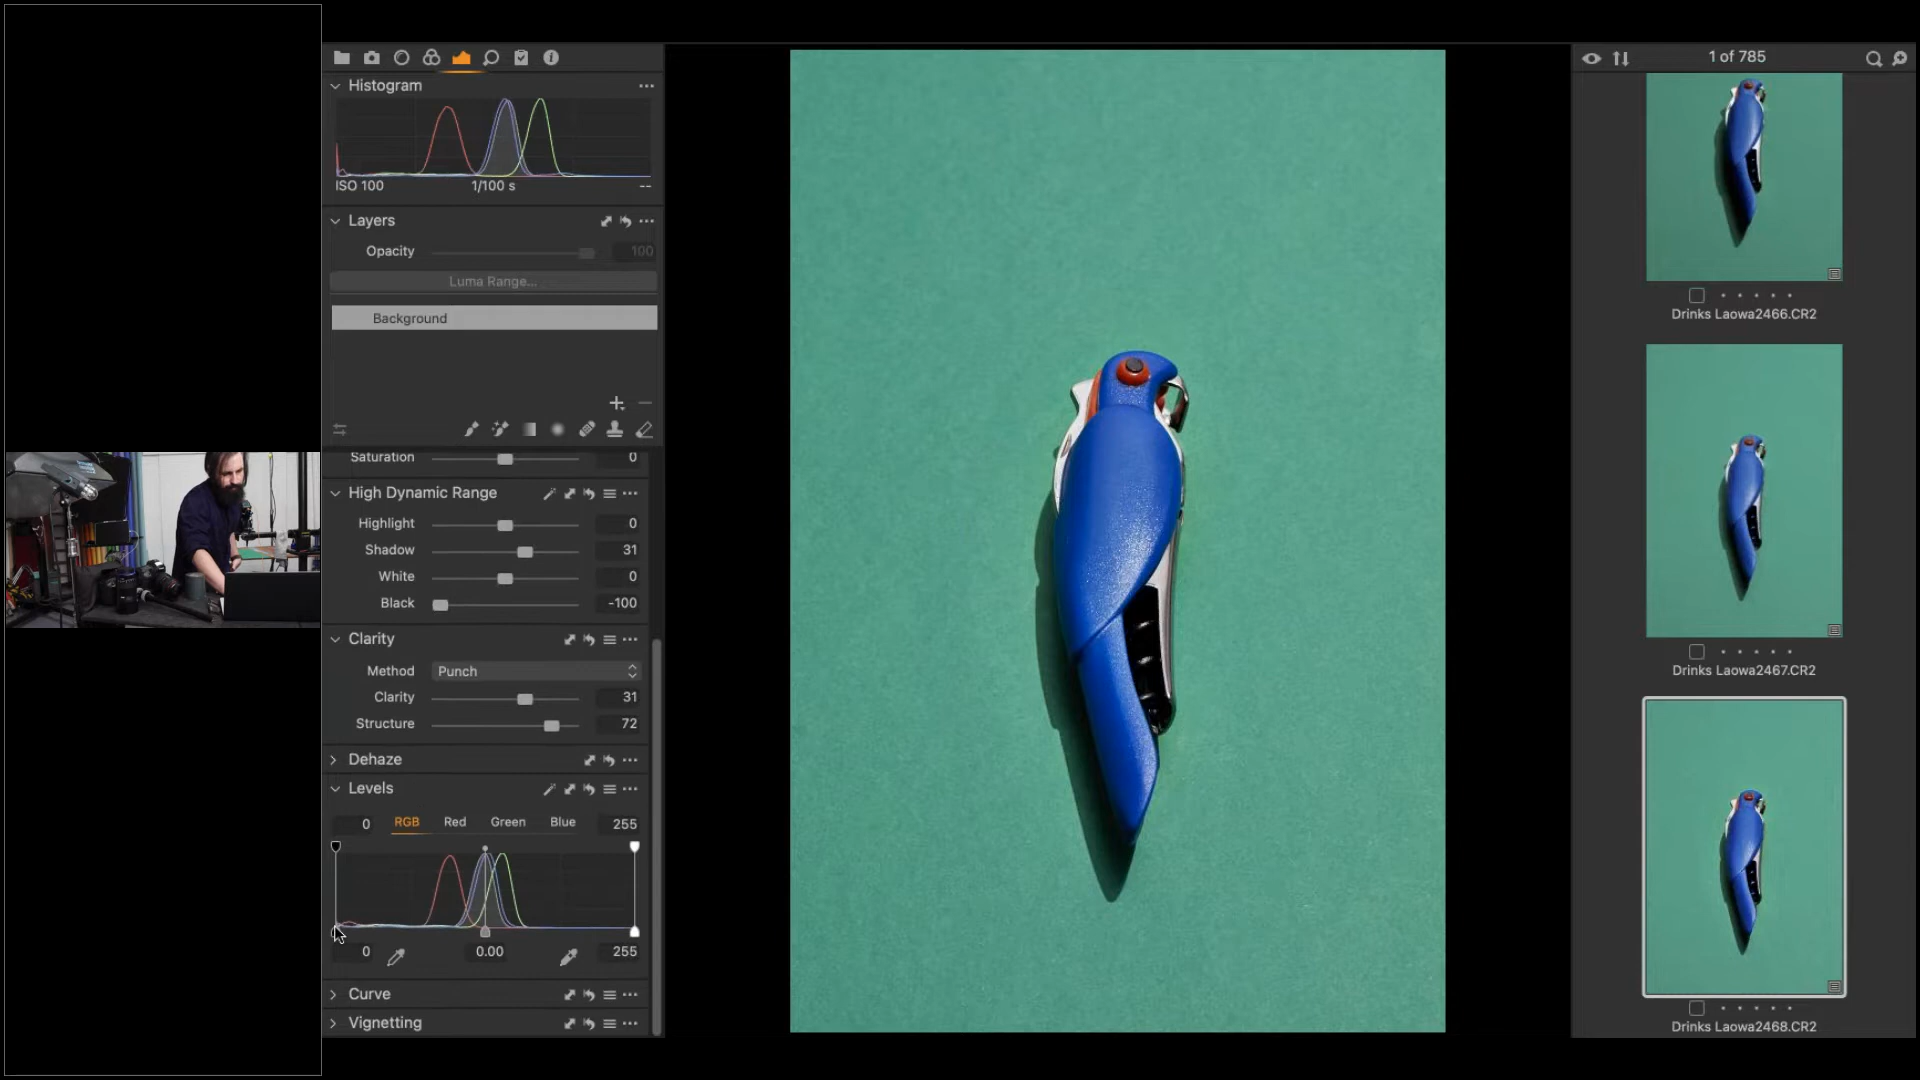 Histogram
ISO 100 1/100 s --
Layers
Opacity 100
Luma Range...
Background
Saturation 0
High Dynamic Range
Highlight 0
Shadow 31
White 0
Black -100
Clarity
Method Punch
Clarity 31
Structure 72
Dehaze
Levels
0 RGB Red Green Blue 255
0 0.00 255
Curve
Vignetting
1 of 785
Drinks Laowa2466.CR2
Drinks Laowa2467.CR2
Drinks Laowa2468.CR2